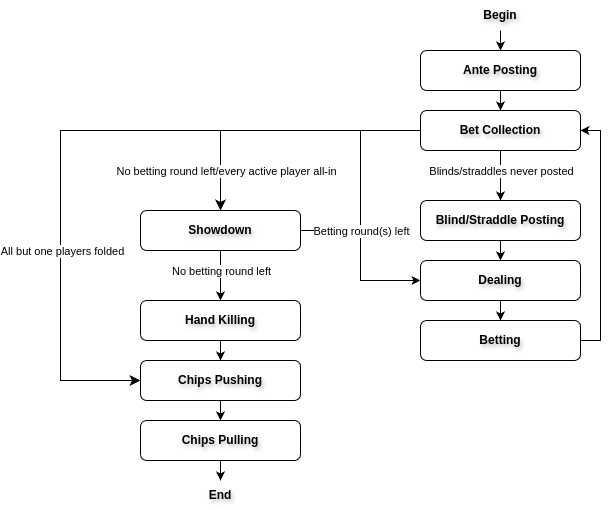 Begin
Ante Posting
Bet Collection
No betting round left/every active player all-in
Blinds/straddles never posted
Showdown
Betting round(s) left
Blind/Straddle Posting
All but one players folded
No betting round left
Dealing
Hand Killing
Betting
Chips Pushing
Chips Pulling
End